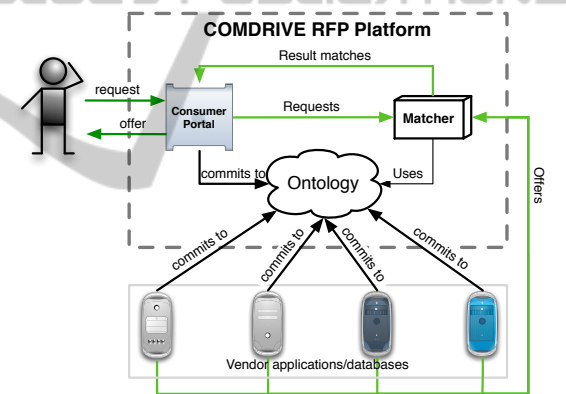 COMDRIVE RFP Platform
Result matches
request
Consumer
Portal
Requests
Matcher
offer
commits to
Ontology
Uses
Offers
commits to
commits to
commits to
commits to
Vendor applications/databases